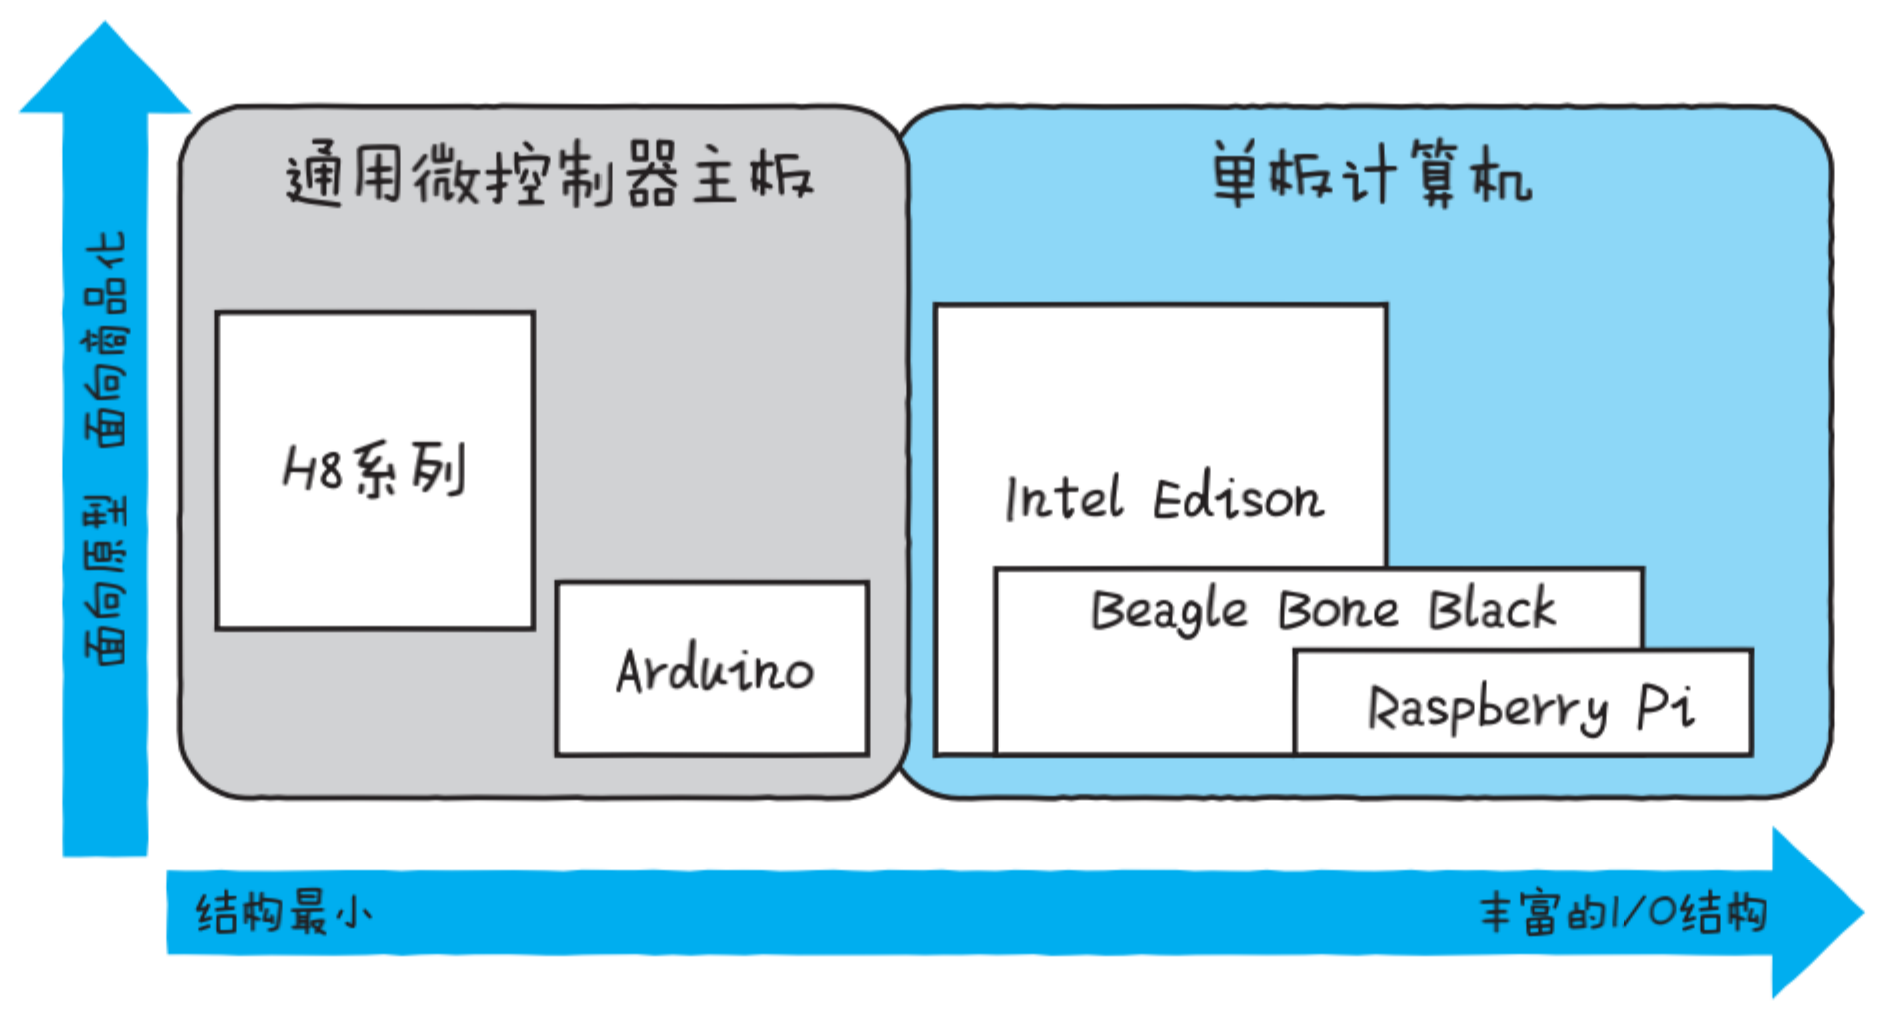 通用微控制器主板
单板计算机
面向原型 面向商品化
H8系列
Intel Edison
Beagle Bone Black
Arduino
Raspberry Pi
结构最小
丰富的I/O结构